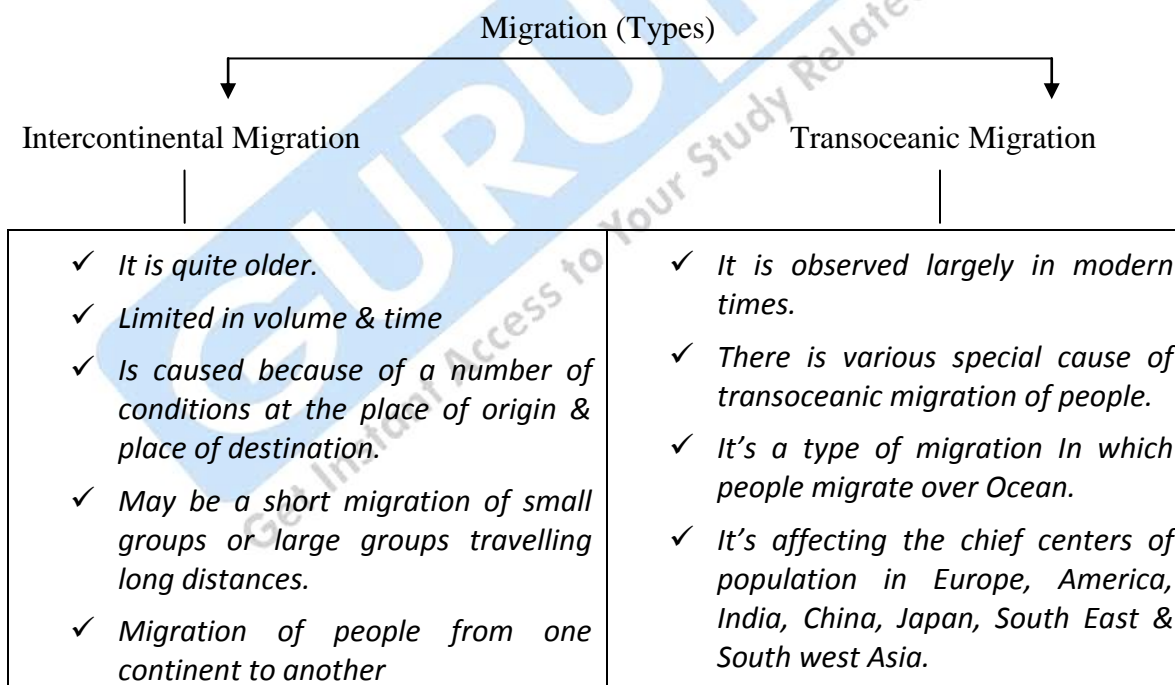 Migration (Types)
Intercontinental Migration
Transoceanic Migration
✓ It is quite older.
✓ Limited in volume & time
✓ Is caused because of a number of
conditions at the place of origin &
place of destination.
✓ May be a short migration of small
groups or large groups travelling
long distances.
✓ Migration of people from one
continent to another
✓ It is observed largely in modern
times.
✓ There is various special cause of
transoceanic migration of people.
✓ It's a type of migration In which
people migrate over Ocean.
✓ It's affecting the chief centers of
population in Europe, America,
India, China, Japan, South East &
South west Asia.
GURU
Get Instant Access to Your Study Relate